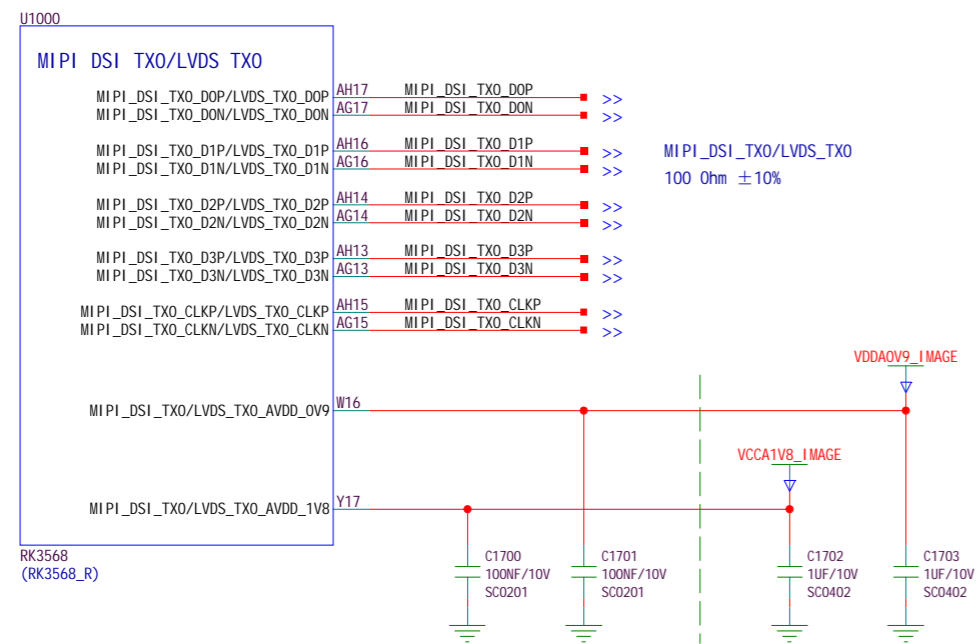 U1000
MIPI DSI TX0/LVDS TX0
MIPI_DSI_TX0_D0P/LVDS_TX0_D0P AH17 MIPI_DSI_TX0_D0P >>
MIPI_DSI_TX0_D0N/LVDS_TX0_D0N AG17 MIPI_DSI_TX0_D0N >>
MIPI_DSI_TX0_D1P/LVDS_TX0_D1P AH16 MIPI_DSI_TX0_D1P >>
MIPI_DSI_TX0_D1N/LVDS_TX0_D1N AG16 MIPI_DSI_TX0_D1N >>
MIPI_DSI_TX0/LVDS_TX0
100 Ohm ±10%
MIPI_DSI_TX0_D2P/LVDS_TX0_D2P AH14 MIPI_DSI_TX0_D2P >>
MIPI_DSI_TX0_D2N/LVDS_TX0_D2N AG14 MIPI_DSI_TX0_D2N >>
MIPI_DSI_TX0_D3P/LVDS_TX0_D3P AH13 MIPI_DSI_TX0_D3P >>
MIPI_DSI_TX0_D3N/LVDS_TX0_D3N AG13 MIPI_DSI_TX0_D3N >>
MIPI_DSI_TX0_CLKP/LVDS_TX0_CLKP AH15 MIPI_DSI_TX0_CLKP >>
MIPI_DSI_TX0_CLKN/LVDS_TX0_CLKN AG15 MIPI_DSI_TX0_CLKN >>
VDDA0V9_IMAGE
MIPI_DSI_TX0/LVDS_TX0_AVDD_0V9 W16
VCCA1V8_IMAGE
MIPI_DSI_TX0/LVDS_TX0_AVDD_1V8 Y17
RK3568
(RK3568_R)
C1700
100NF/10V
SC0201
C1701
100NF/10V
SC0201
C1702
1UF/10V
SC0402
C1703
1UF/10V
SC0402